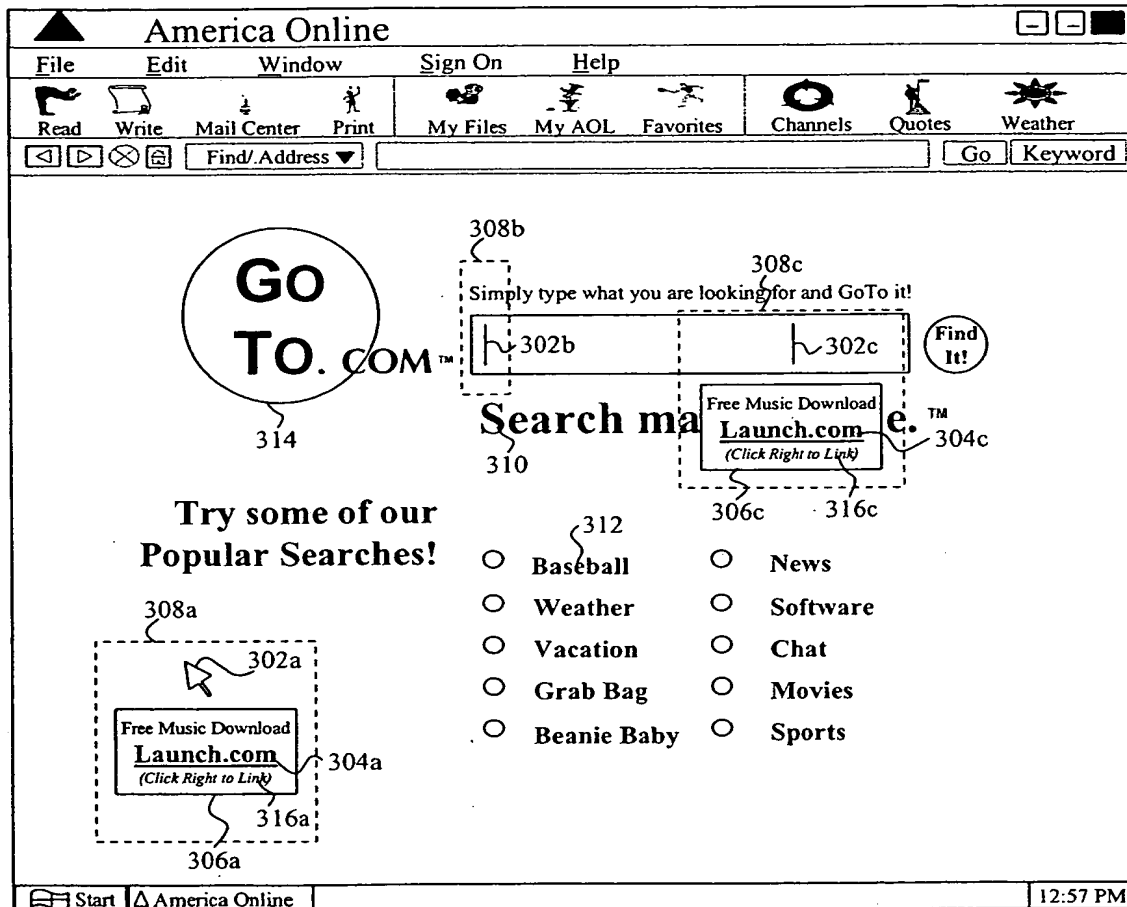 America Online
File Edit Window Sign On Help
Read Write Mail Center Print My Files My AOL Favorites Channels Quotes Weather
Find/.Address Go Keyword
308b
308c
GO
TO. COM™
Simply type what you are looking for and GoTo it!
302b 302c
Find It!
314
Search ma e.™
310
Free Music Download
Launch.com
(Click Right to Link)
304c
306c 316c
Try some of our
Popular Searches!
312
Baseball News
Weather Software
Vacation Chat
Grab Bag Movies
Beanie Baby Sports
308a
302a
Free Music Download
Launch.com
(Click Right to Link)
304a
316a
306a
Start America Online 12:57 PM